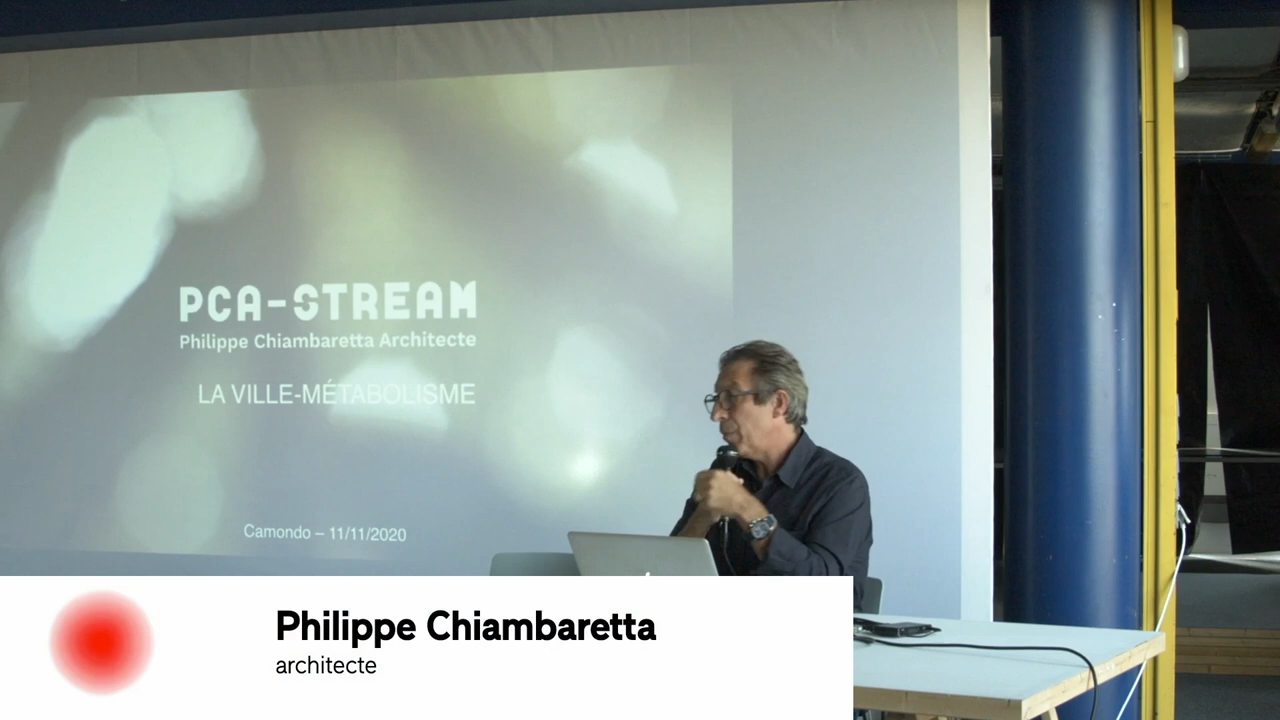 PCA-STREAM
Philippe Chiambaretta Architecte
LA VILLE-MÉTABOLISME
Camondo – 11/11/2020
Philippe Chiambaretta
architecte